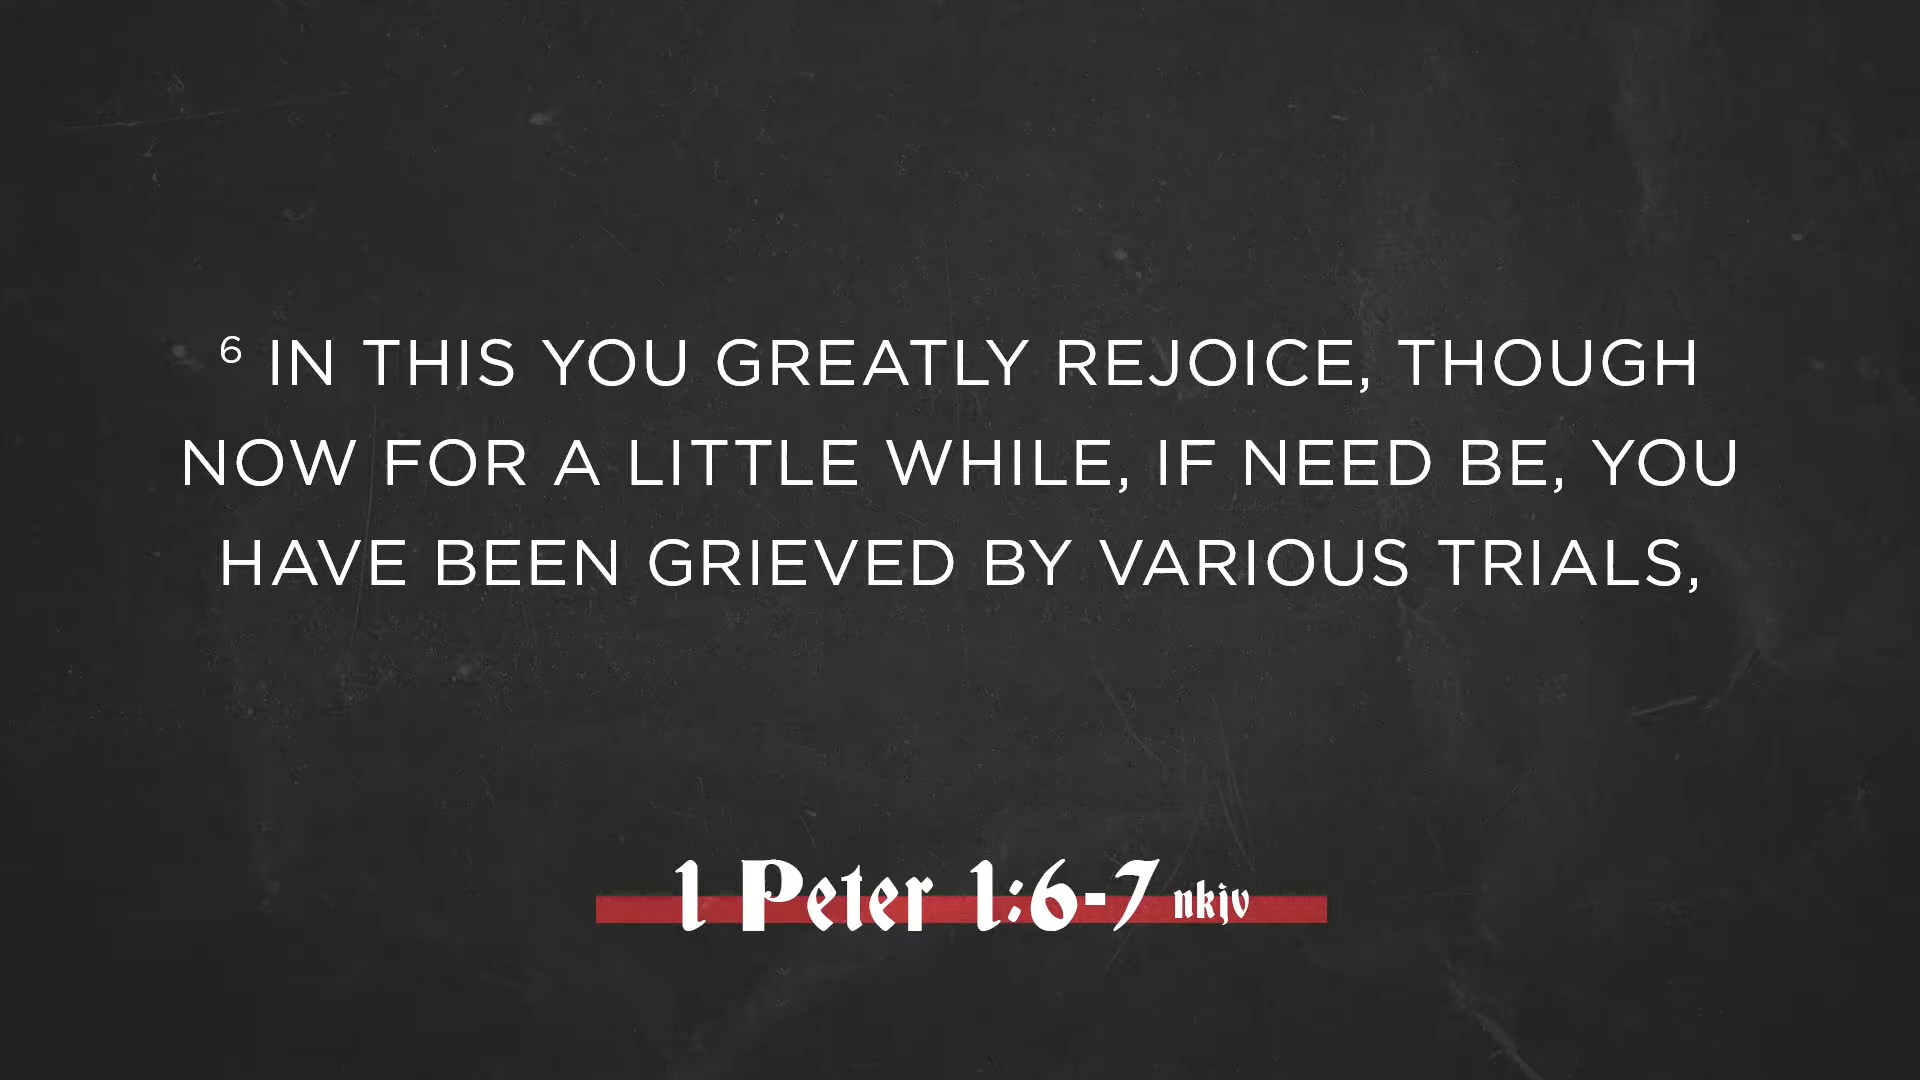 ⁶ IN THIS YOU GREATLY REJOICE, THOUGH
NOW FOR A LITTLE WHILE, IF NEED BE, YOU
HAVE BEEN GRIEVED BY VARIOUS TRIALS,
1 Peter 1:6-7 nkjv